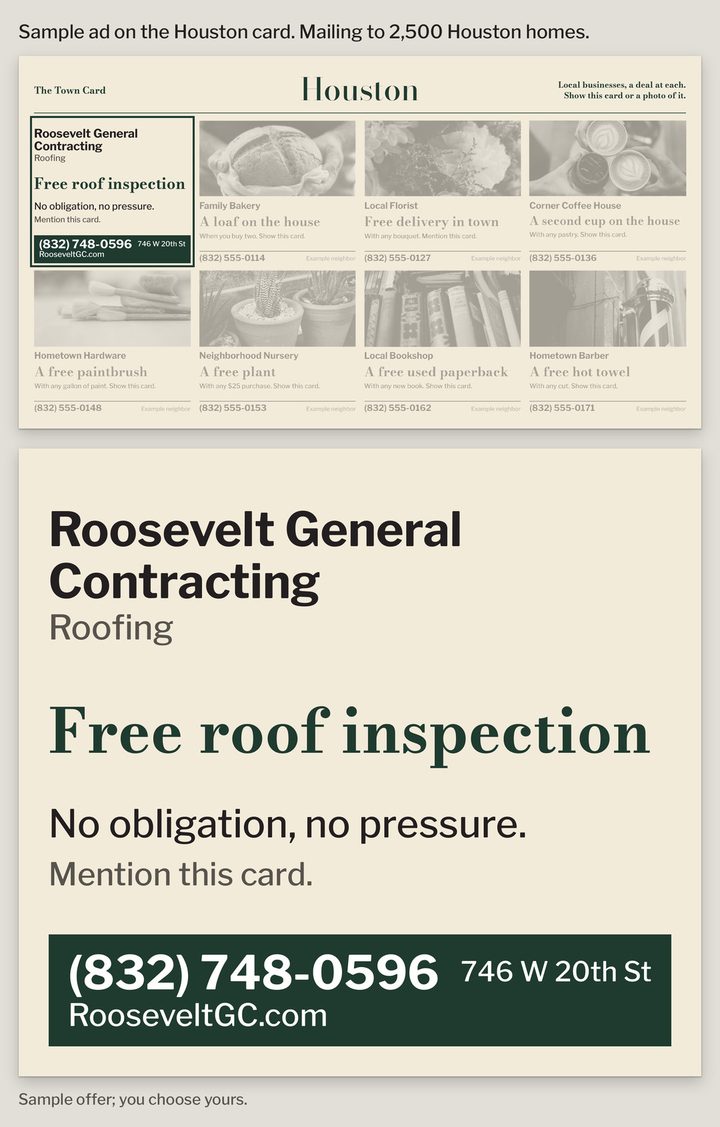 Sample ad on the Houston card. Mailing to 2,500 Houston homes.
The Town Card
Houston
Local businesses, a deal at each.
Show this card or a photo of it.
Roosevelt General
Contracting
Roofing
Free roof inspection
No obligation, no pressure.
Mention this card.
(832) 748-0596 746 W 20th St
RooseveltGC.com
Family Bakery
A loaf on the house
When you buy two. Show this card.
(832) 555-0114 Example neighbor
Local Florist
Free delivery in town
With any bouquet. Mention this card.
(832) 555-0127 Example neighbor
Corner Coffee House
A second cup on the house
With any pastry. Show this card.
(832) 555-0136 Example neighbor
Hometown Hardware
A free paintbrush
With any gallon of paint. Show this card.
(832) 555-0148 Example neighbor
Neighborhood Nursery
A free plant
With any $25 purchase. Show this card.
(832) 555-0153 Example neighbor
Local Bookshop
A free used paperback
With any new book. Show this card.
(832) 555-0162 Example neighbor
Hometown Barber
A free hot towel
With any cut. Show this card.
(832) 555-0171 Example neighbor
Roosevelt General
Contracting
Roofing
Free roof inspection
No obligation, no pressure.
Mention this card.
(832) 748-0596 746 W 20th St
RooseveltGC.com
Sample offer; you choose yours.